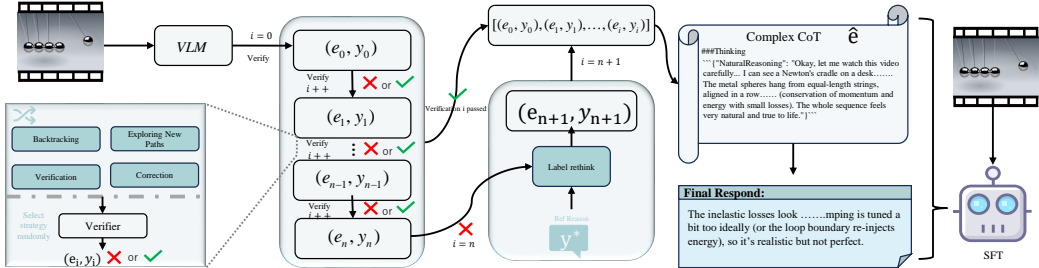 VLM
i = 0
Verify
(e₀, y₀)
Verify
i++
or
(e₁, y₁)
Verify
i++
or
(eₙ₋₁, yₙ₋₁)
Verify
i++
or
(eₙ, yₙ)
Backtracking
Exploring New
Paths
Verification
Correction
Select
strategy
randomly
Verifier
(eᵢ, yᵢ)
or
Verification i passed
i = n
[(e₀, y₀),(e₁, y₁),…,(eᵢ, yᵢ)]
i = n + 1
(eₙ₊₁, yₙ₊₁)
Label rethink
Ref Reason
y*
Complex CoT ê
###Thinking
```{"NaturalReasoning": "Okay, let me watch this video
carefully... I can see a Newton's cradle on a desk…….
The metal spheres hang from equal-length strings,
aligned in a row…… (conservation of momentum and
energy with small losses). The whole sequence feels
very natural and true to life."}```
Final Respond:
The inelastic losses look …….mping is tuned a
bit too ideally (or the loop boundary re-injects
energy), so it's realistic but not perfect.
SFT